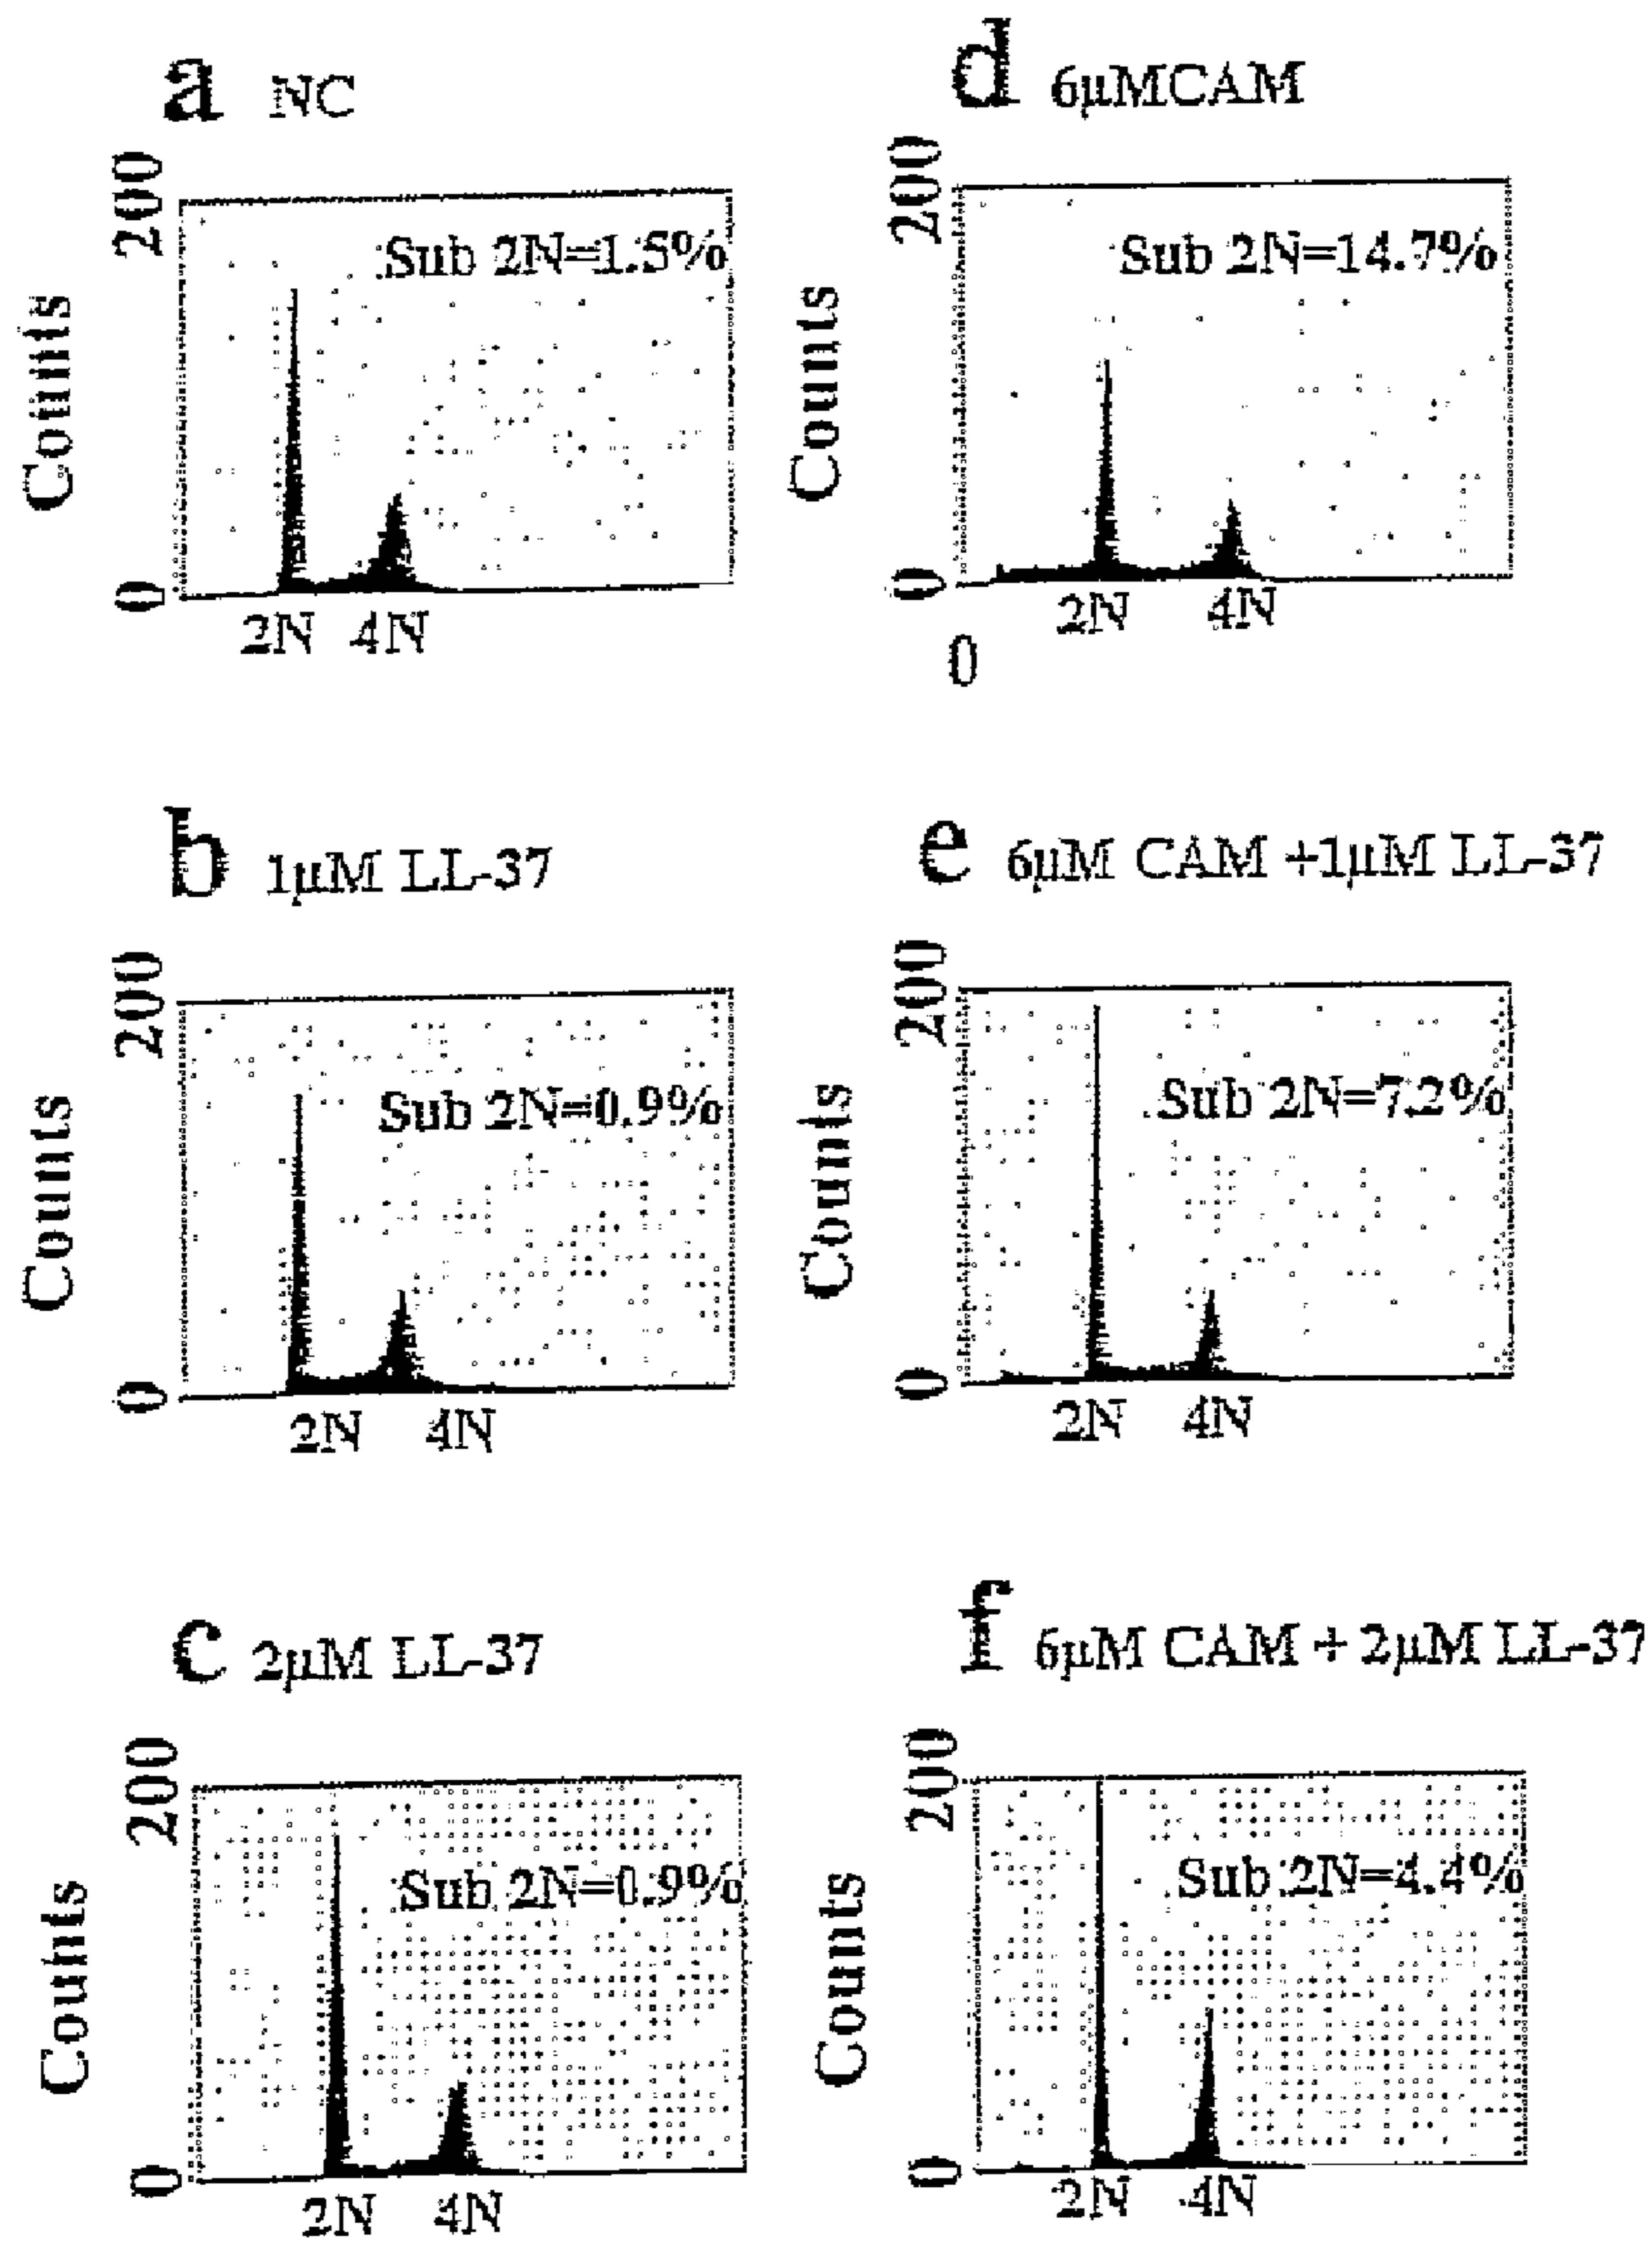 a NC
200
Sub 2N=1.5%
Counts
0
2N 4N
d 6μMCAM
200
Sub 2N=14.7%
Counts
0
2N 4N
0
b 1μM LL-37
200
Sub 2N=0.9%
Counts
0
2N 4N
e 6μM CAM +1μM LL-37
200
Sub 2N=7.2%
Counts
0
2N 4N
c 2μM LL-37
200
Sub 2N=0.9%
Counts
0
2N 4N
f 6μM CAM + 2μM LL-37
200
Sub 2N=4.4%
Counts
0
2N 4N